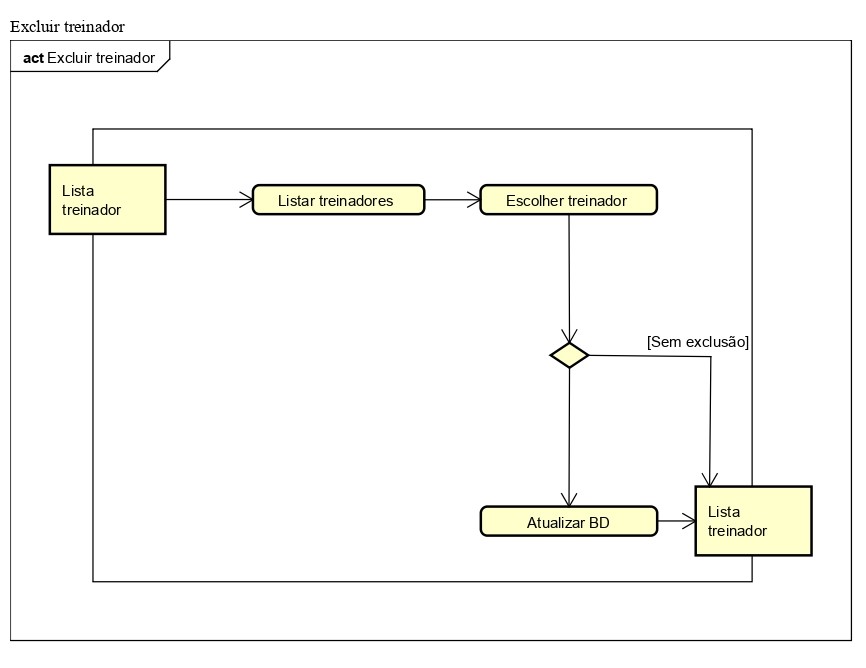 Excluir treinador
act Excluir treinador
Lista
treinador
Listar treinadores
Escolher treinador
[Sem exclusão]
Atualizar BD
Lista
treinador